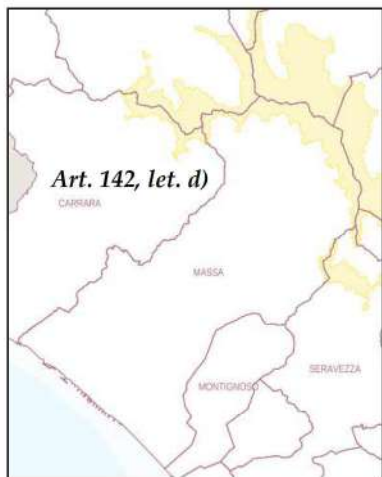 Art. 142, let. d)
CARRARA
MASSA
SERAVEZZA
MONTIGNOSO